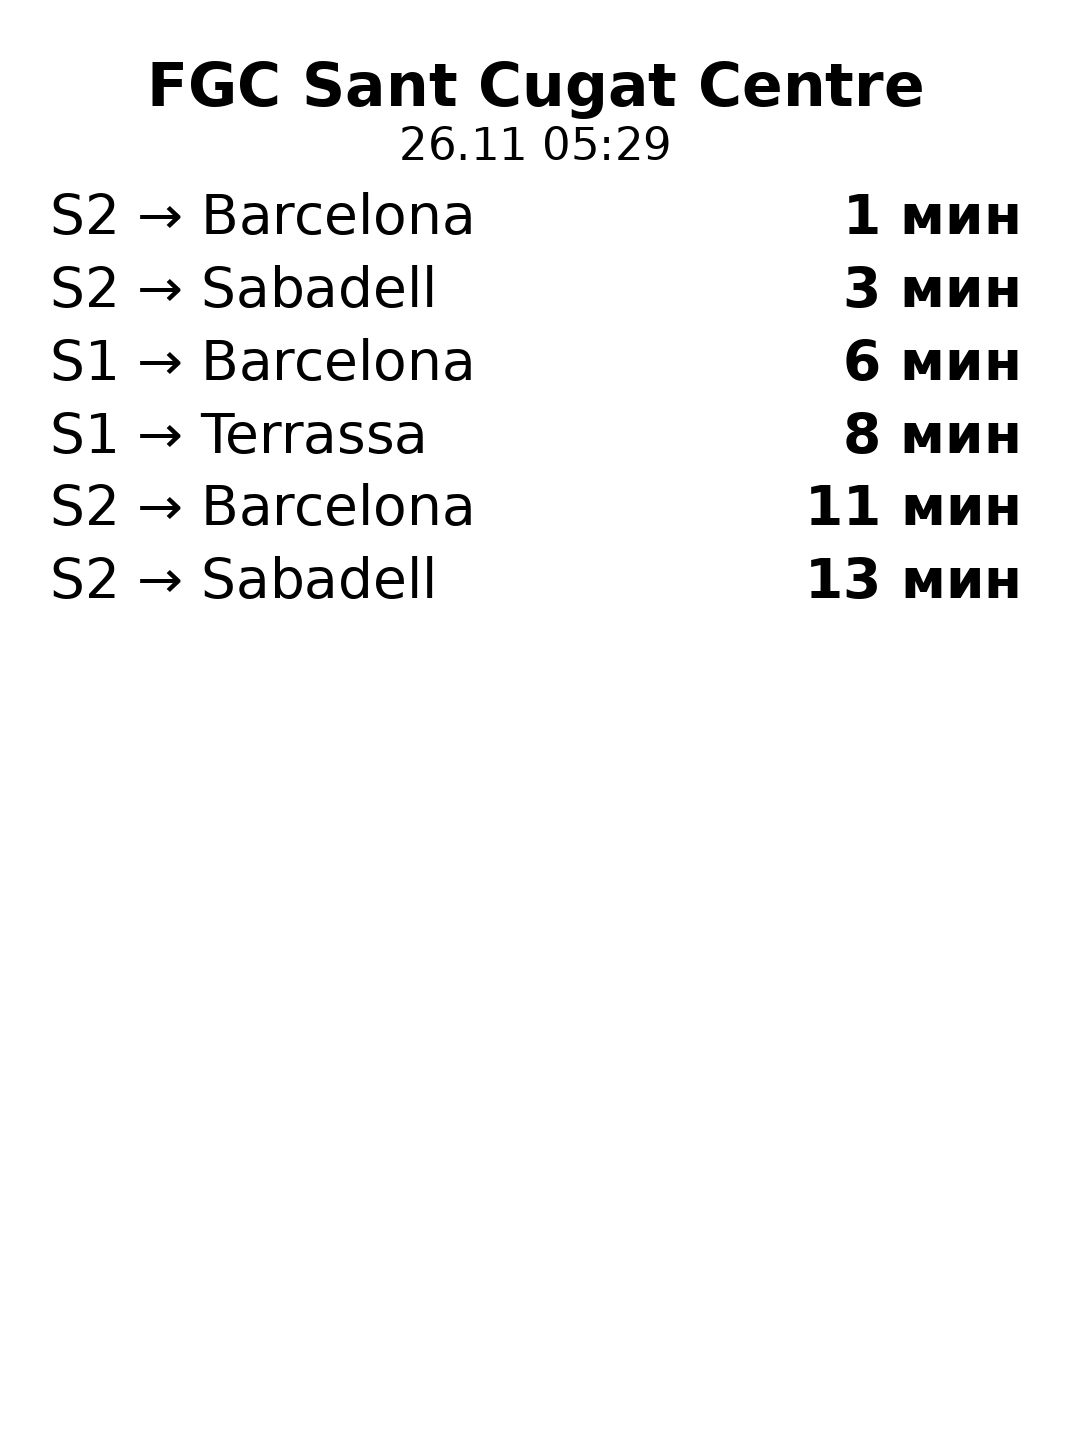 FGC Sant Cugat Centre
26.11 05:29
S2 → Barcelona 1 мин
S2 → Sabadell 3 мин
S1 → Barcelona 6 мин
S1 → Terrassa 8 мин
S2 → Barcelona 11 мин
S2 → Sabadell 13 мин